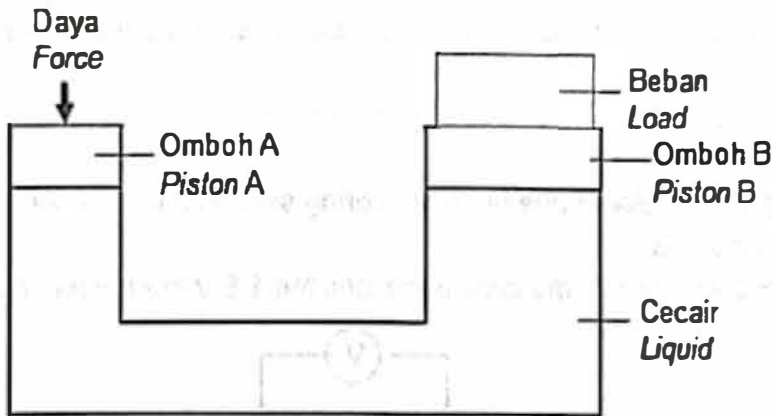 Daya
Force
Beban
Load
Omboh A
Piston A
Omboh B
Piston B
Cecair
Liquid
V